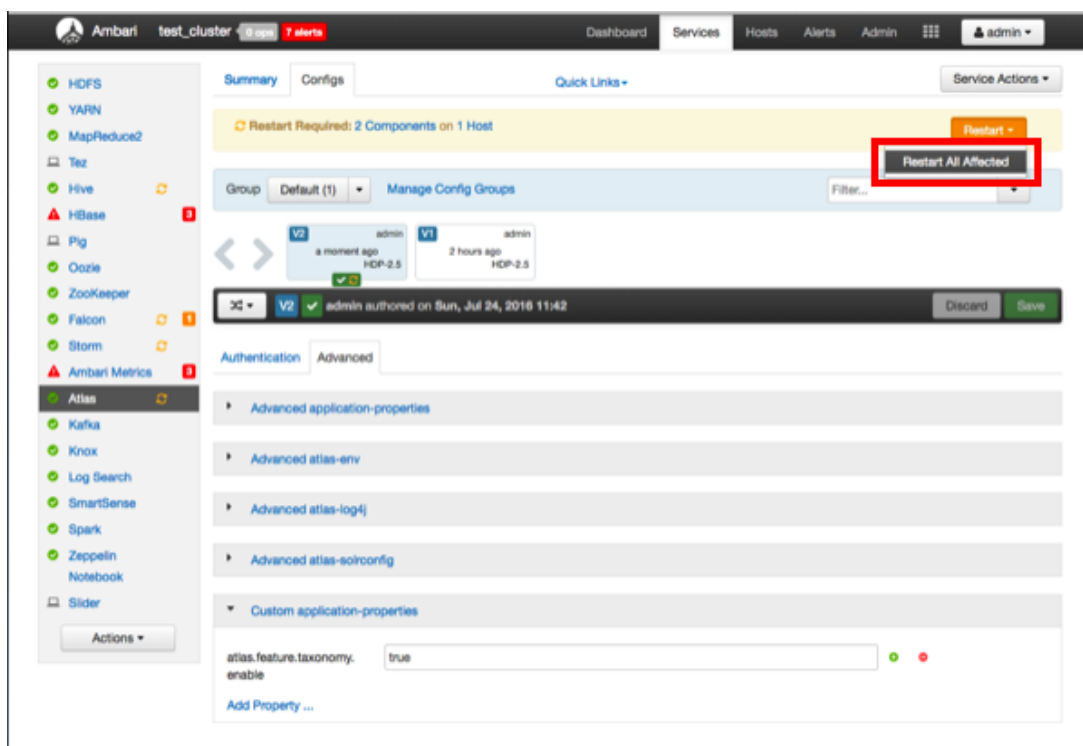 Ambari test_cluster 0 ops 7 alerts Dashboard Services Hosts Alerts Admin admin
HDFS
YARN
MapReduce2
Tez
Hive
HBase 3
Pig
Oozie
ZooKeeper
Falcon 1
Storm
Ambari Metrics 3
Atlas
Kafka
Knox
Log Search
SmartSense
Spark
Zeppelin
Notebook
Slider
Actions
Summary Configs Quick Links Service Actions
Restart Required: 2 Components on 1 Host Restart
Restart All Affected
Group Default (1) Manage Config Groups Filter...
V2 admin
a moment ago
HDP-2.5
V1 admin
2 hours ago
HDP-2.5
V2 admin authored on Sun, Jul 24, 2016 11:42 Discard Save
Authentication Advanced
Advanced application-properties
Advanced atlas-env
Advanced atlas-log4j
Advanced atlas-solrconfig
Custom application-properties
atlas.feature.taxonomy. true
enable
Add Property ...